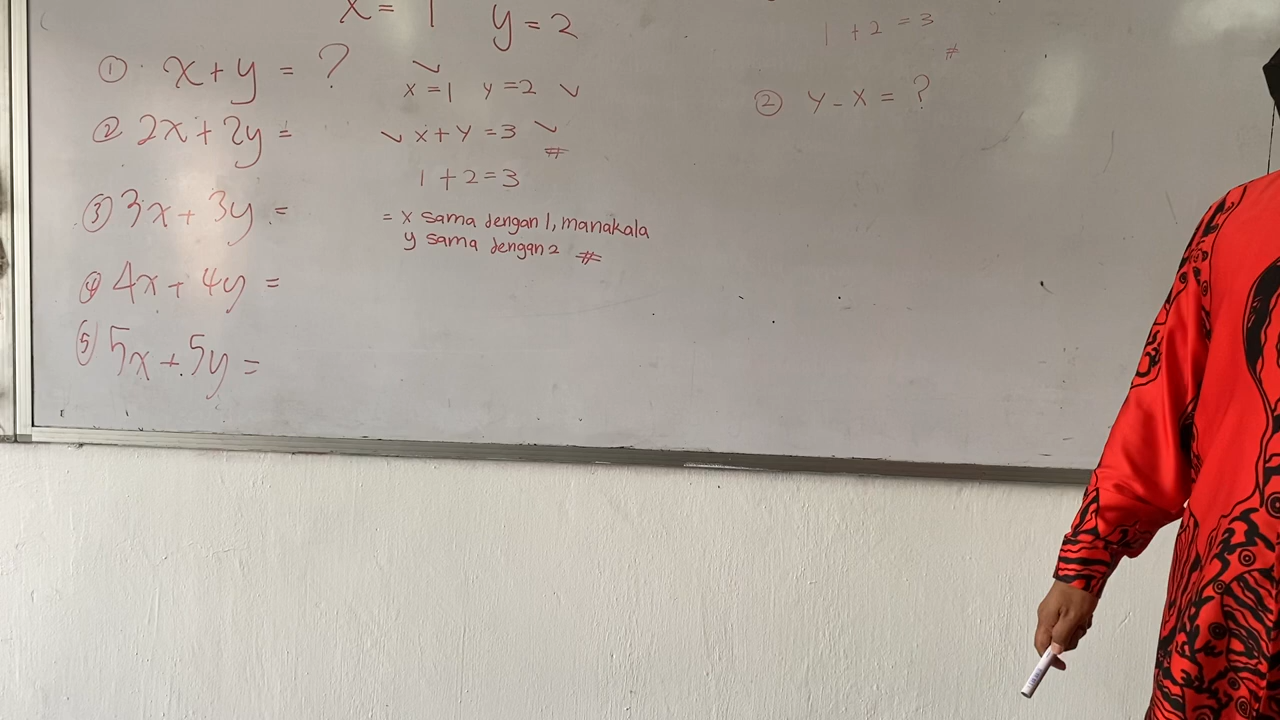 x = 1 y = 2
① x + y = ?
② 2x + 2y =
③ 3x + 3y =
④ 4x + 4y =
⑤ 5x + 5y =
x = 1 y = 2
x + y = 3
1 + 2 = 3
= x sama dengan 1, manakala
y sama dengan 2 #
1 + 2 = 3
#
② y - x = ?